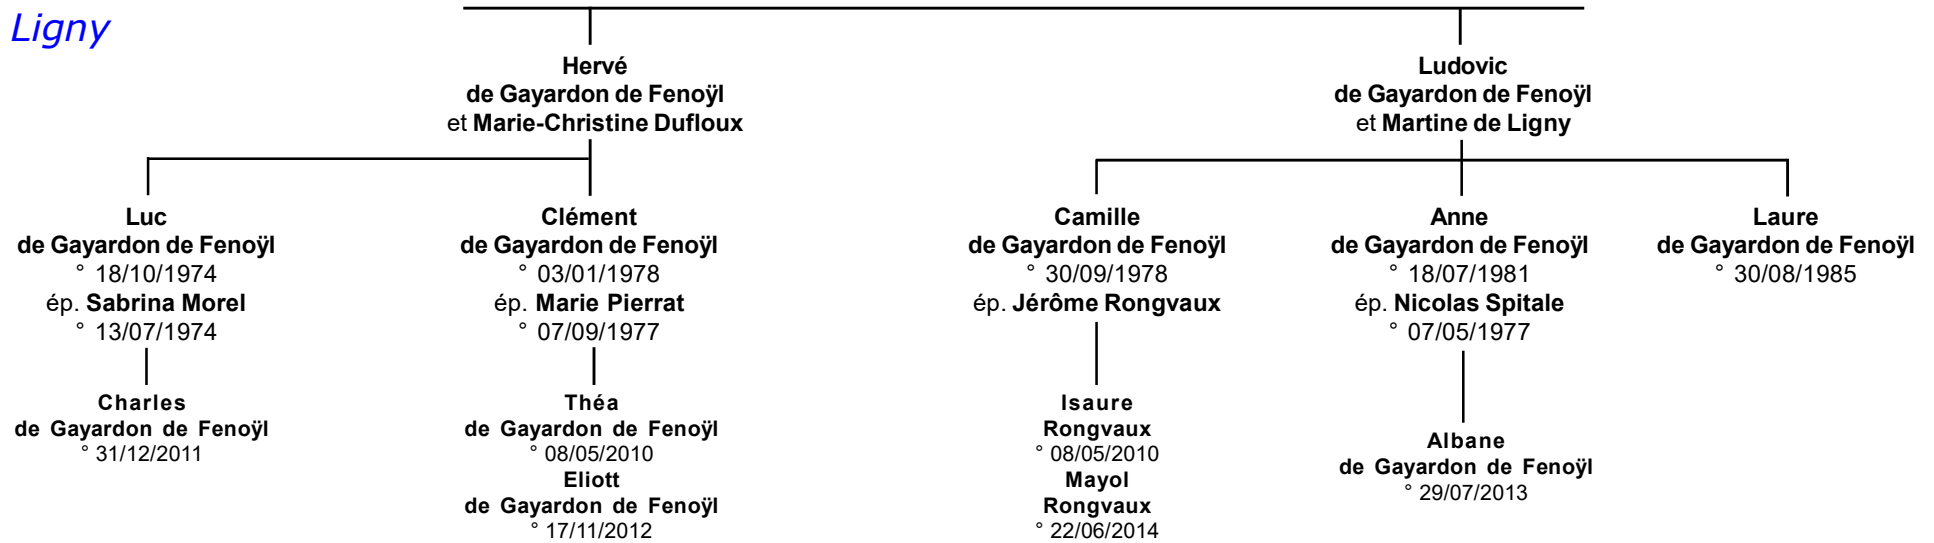 Ligny
Hervé
de Gayardon de Fenoÿl
et Marie-Christine Dufloux
Ludovic
de Gayardon de Fenoÿl
et Martine de Ligny
Luc
de Gayardon de Fenoÿl
° 18/10/1974
ép. Sabrina Morel
° 13/07/1974
Clément
de Gayardon de Fenoÿl
° 03/01/1978
ép. Marie Pierrat
° 07/09/1977
Camille
de Gayardon de Fenoÿl
° 30/09/1978
ép. Jérôme Rongvaux
Anne
de Gayardon de Fenoÿl
° 18/07/1981
ép. Nicolas Spitale
° 07/05/1977
Laure
de Gayardon de Fenoÿl
° 30/08/1985
Charles
de Gayardon de Fenoÿl
° 31/12/2011
Théa
de Gayardon de Fenoÿl
° 08/05/2010
Eliott
de Gayardon de Fenoÿl
° 17/11/2012
Isaure
Rongvaux
° 08/05/2010
Mayol
Rongvaux
° 22/06/2014
Albane
de Gayardon de Fenoÿl
° 29/07/2013